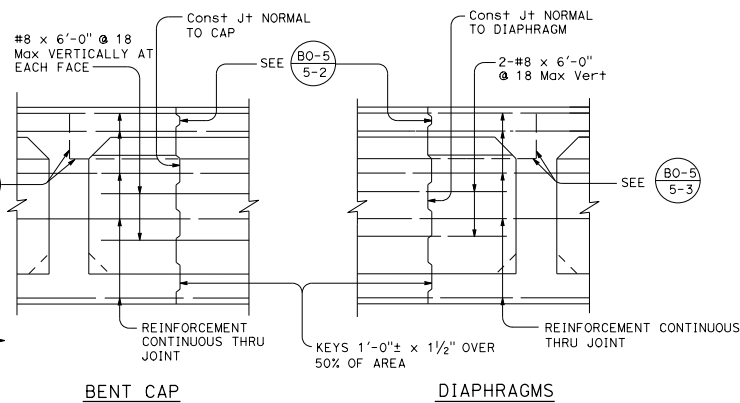 #8 x 6'-0" @ 18
Max VERTICALLY AT
EACH FACE
Const Jt NORMAL
TO CAP
SEE
BO-5
5-2
Const Jt NORMAL
TO DIAPHRAGM
2-#8 x 6'-0"
@ 18 Max Vert
SEE
BO-5
5-3
REINFORCEMENT
CONTINUOUS THRU
JOINT
KEYS 1'-0"± x 1 1/2" OVER
50% OF AREA
REINFORCEMENT CONTINUOUS
THRU JOINT
BENT CAP
DIAPHRAGMS